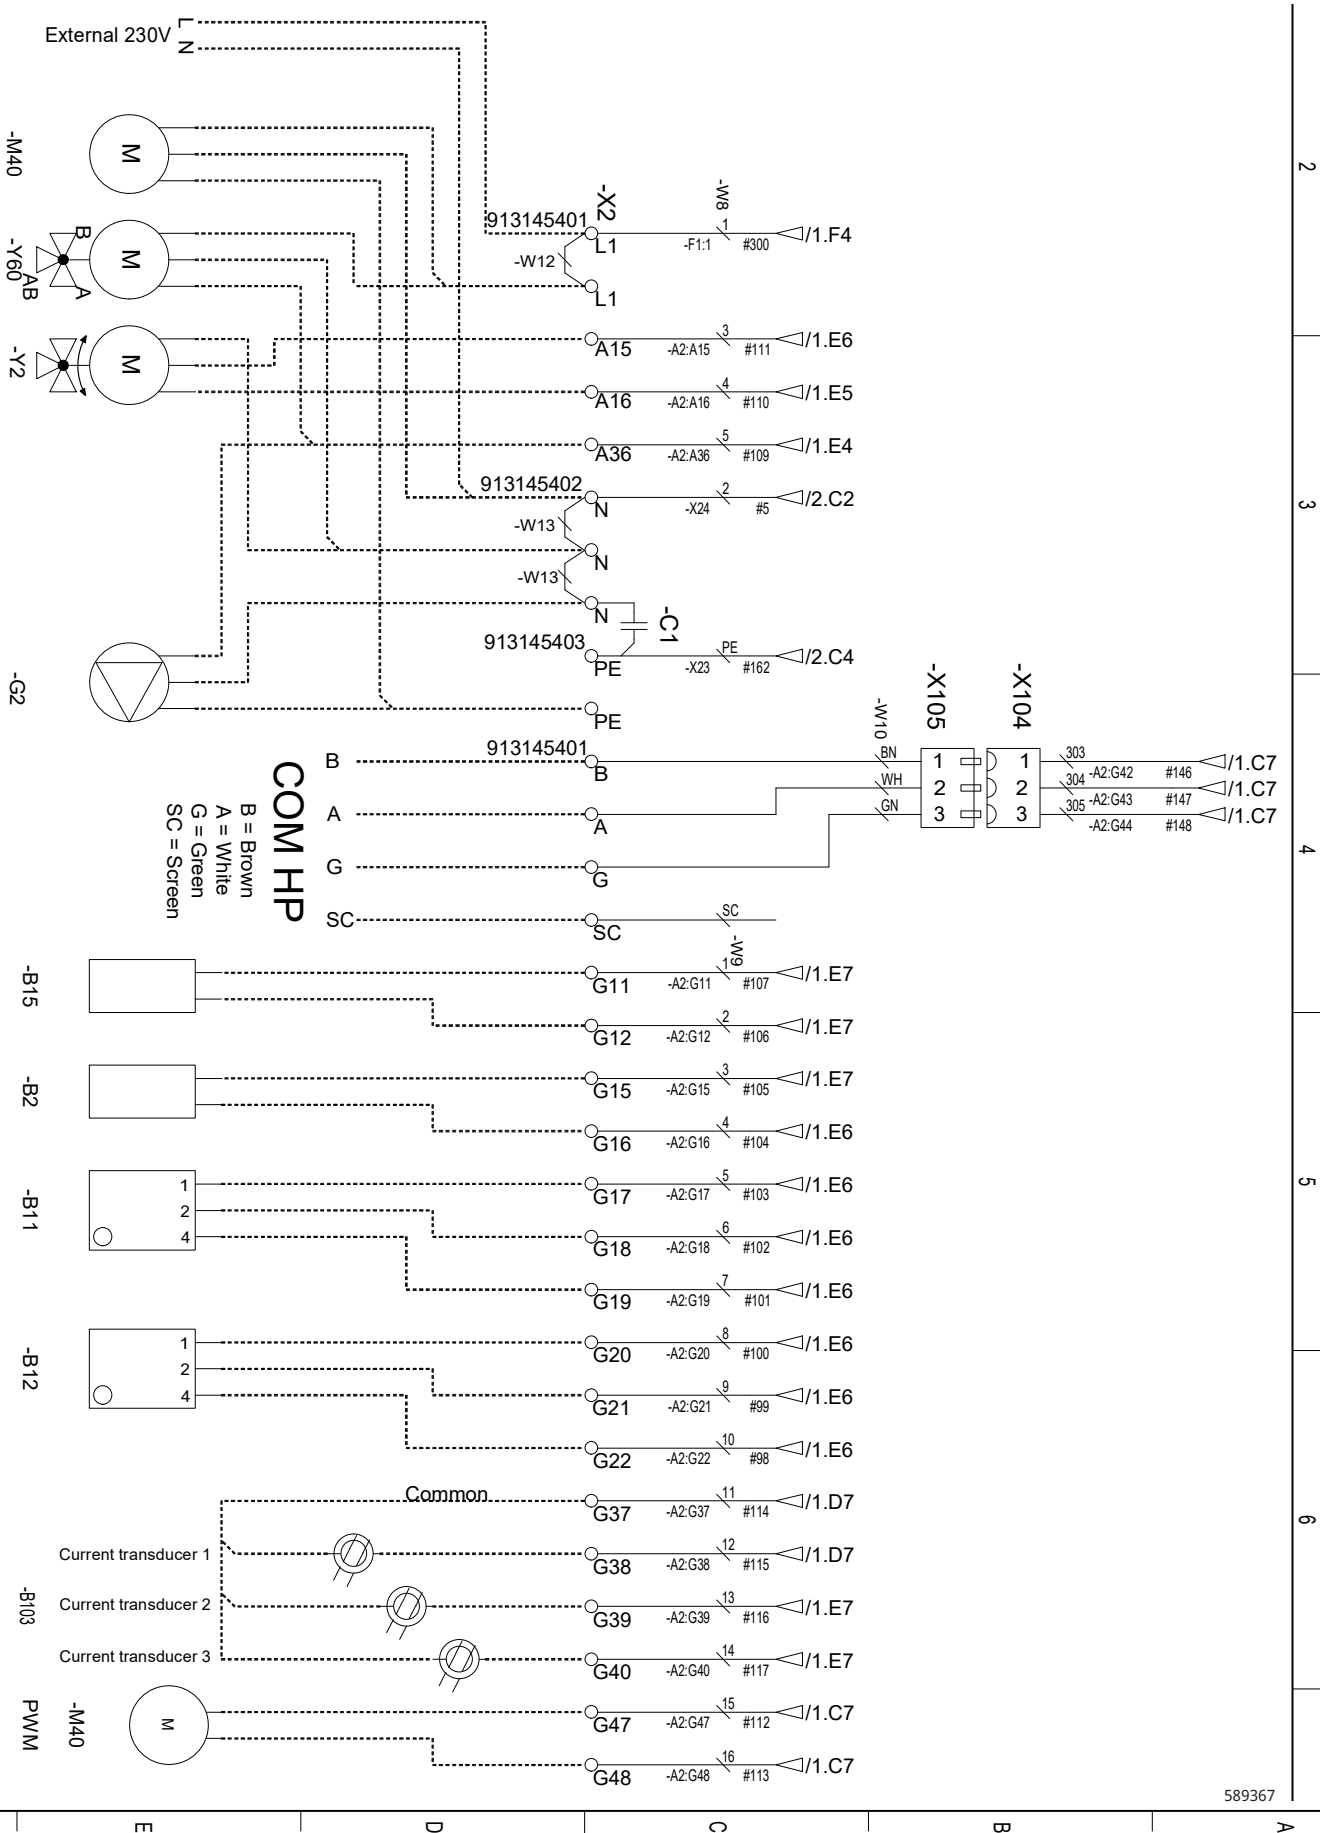 2
3
4
5
6
A
B
C
D
E
External 230V
L
N
-M40
M
-Y60
B
A
AB
M
-Y2
M
-G2
-X2
-W8
913145401
L1
-F1:1
1
#300
/1.F4
-W12
L1
A15
-A2:A15
3
#111
/1.E6
A16
-A2:A16
4
#110
/1.E5
A36
-A2:A36
5
#109
/1.E4
913145402
N
-X24
2
#5
/2.C2
-W13
N
-W13
N
-C1
913145403
PE
-X23
PE
#162
/2.C4
PE
-X105
-X104
-W10
B
913145401
B
BN
1
1
303
-A2:G42
#146
/1.C7
A
A
WH
2
2
304
-A2:G43
#147
/1.C7
GN
3
3
305
-A2:G44
#148
/1.C7
G
G
SC
SC
SC
COM HP
B = Brown
A = White
G = Green
SC = Screen
-W9
-B15
G11
-A2:G11
1
#107
/1.E7
G12
-A2:G12
2
#106
/1.E7
-B2
G15
-A2:G15
3
#105
/1.E7
G16
-A2:G16
4
#104
/1.E6
-B11
1
2
4
G17
-A2:G17
5
#103
/1.E6
G18
-A2:G18
6
#102
/1.E6
G19
-A2:G19
7
#101
/1.E6
-B12
1
2
4
G20
-A2:G20
8
#100
/1.E6
G21
-A2:G21
9
#99
/1.E6
G22
-A2:G22
10
#98
/1.E6
Common
G37
-A2:G37
11
#114
/1.D7
-B103
Current transducer 1
G38
-A2:G38
12
#115
/1.D7
Current transducer 2
G39
-A2:G39
13
#116
/1.E7
Current transducer 3
G40
-A2:G40
14
#117
/1.E7
PWM
-M40
M
G47
-A2:G47
15
#112
/1.C7
G48
-A2:G48
16
#113
/1.C7
589367